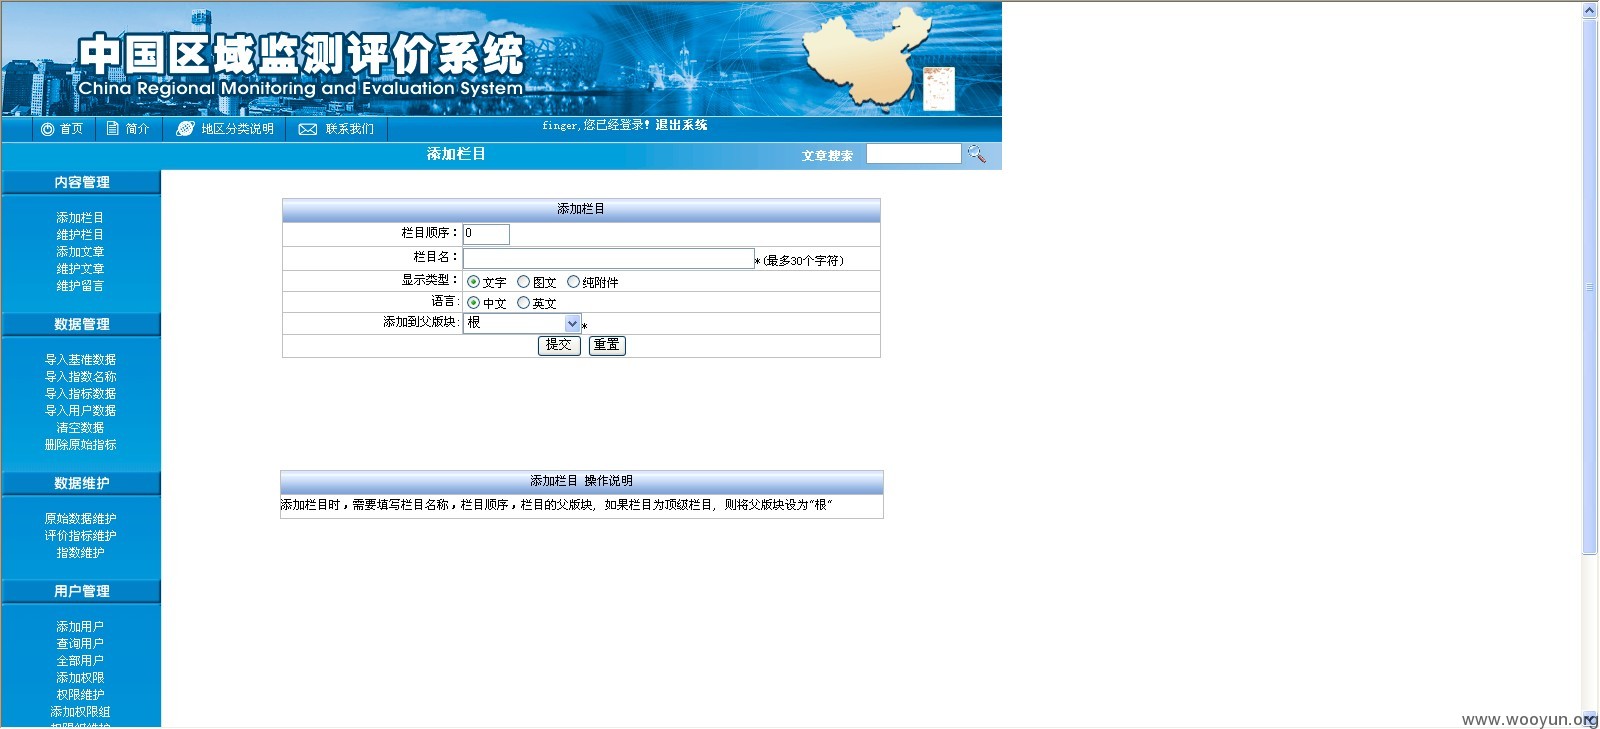 中国区域监测评价系统
China Regional Monitoring and Evaluation System
首页 简介 地区分类说明 联系我们 finger,您已经登录! 退出系统
添加栏目 文章搜索
内容管理
添加栏目
维护栏目
添加文章
维护文章
维护留言
数据管理
导入基准数据
导入指数名称
导入指标数据
导入用户数据
清空数据
删除原始指标
数据维护
原始数据维护
评价指标维护
指数维护
用户管理
添加用户
查询用户
全部用户
添加权限
权限维护
添加权限组
权限组维护
添加栏目
栏目顺序： 0
栏目名： *(最多30个字符)
显示类型： 文字 图文 纯附件
语言: 中文 英文
添加到父版块: 根 *
提交 重置
添加栏目 操作说明
添加栏目时，需要填写栏目名称，栏目顺序，栏目的父版块, 如果栏目为顶级栏目, 则将父版块设为"根"
www.wooyun.org